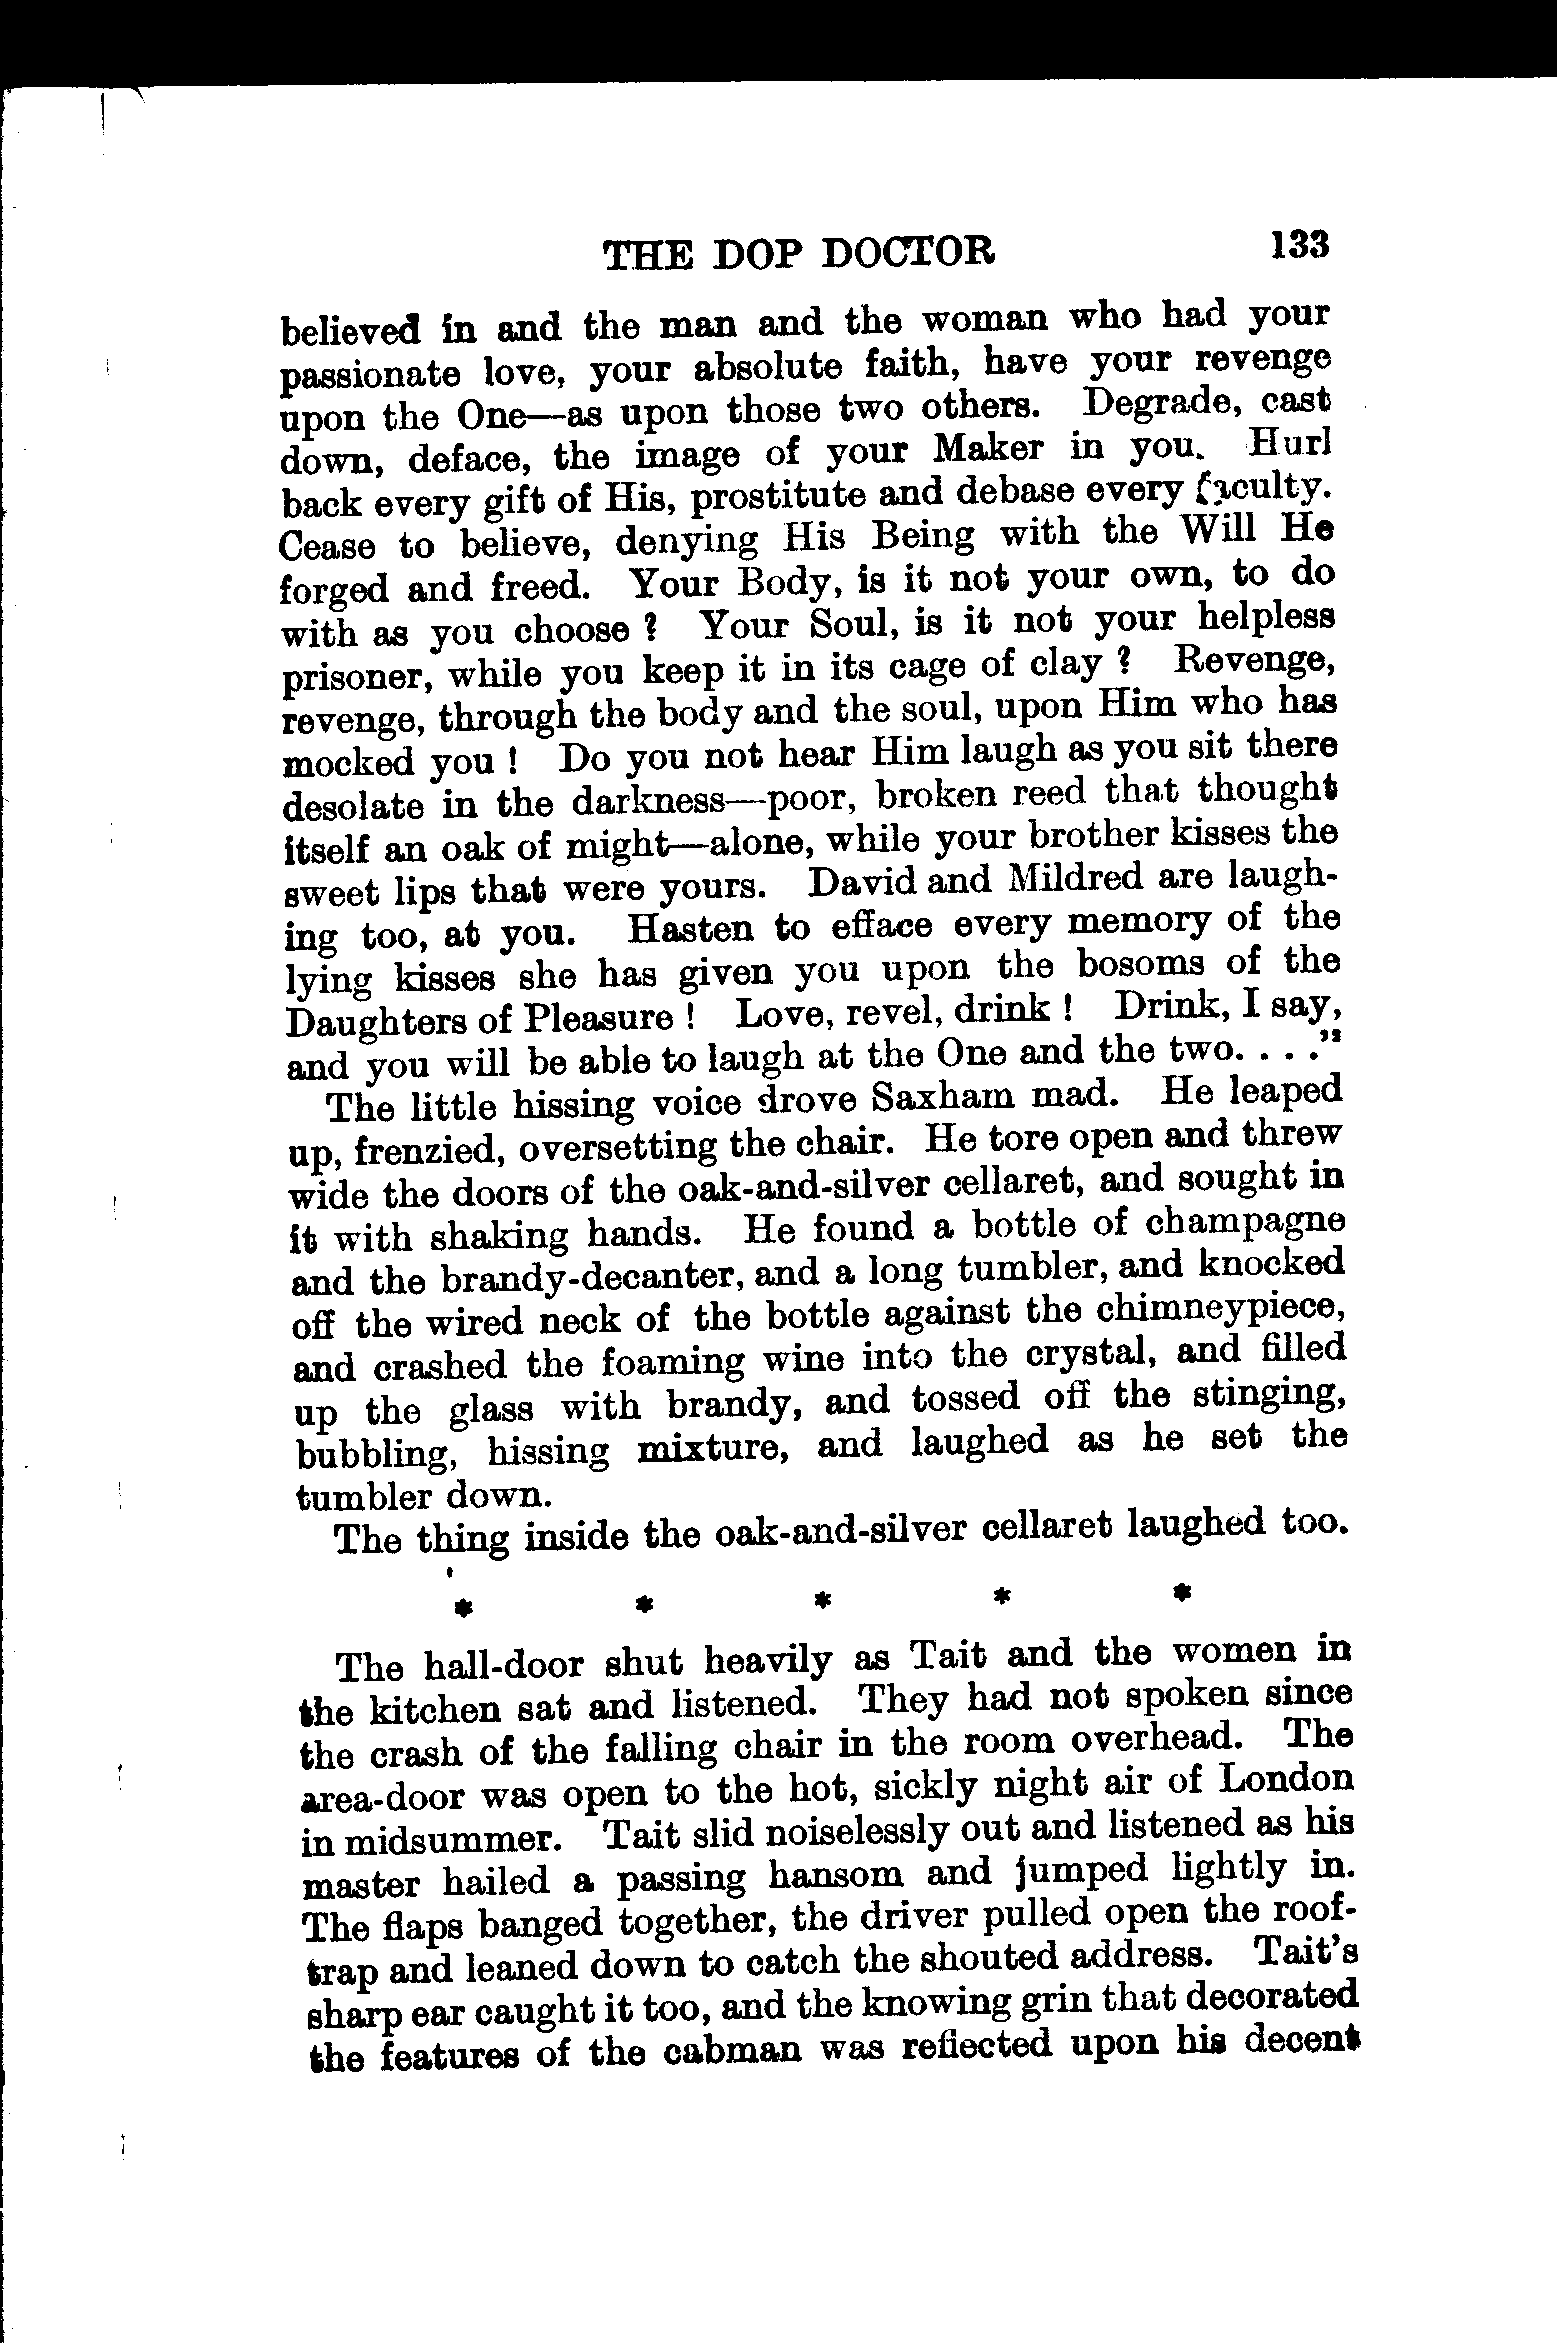 THE DOP DOCTOR 133
believed in and the man and the woman who had your
passionate love, your absolute faith, have your revenge
upon the One—as upon those two others. Degrade, cast
down, deface, the image of your Maker in you. Hurl
back every gift of His, prostitute and debase every faculty.
Cease to believe, denying His Being with the Will He
forged and freed. Your Body, is it not your own, to do
with as you choose ? Your Soul, is it not your helpless
prisoner, while you keep it in its cage of clay ? Revenge,
revenge, through the body and the soul, upon Him who has
mocked you ! Do you not hear Him laugh as you sit there
desolate in the darkness—poor, broken reed that thought
itself an oak of might—alone, while your brother kisses the
sweet lips that were yours. David and Mildred are laugh-
ing too, at you. Hasten to efface every memory of the
lying kisses she has given you upon the bosoms of the
Daughters of Pleasure ! Love, revel, drink ! Drink, I say,
and you will be able to laugh at the One and the two. . . ."
The little hissing voice drove Saxham mad. He leaped
up, frenzied, oversetting the chair. He tore open and threw
wide the doors of the oak-and-silver cellaret, and sought in
it with shaking hands. He found a bottle of champagne
and the brandy-decanter, and a long tumbler, and knocked
off the wired neck of the bottle against the chimneypiece,
and crashed the foaming wine into the crystal, and filled
up the glass with brandy, and tossed off the stinging,
bubbling, hissing mixture, and laughed as he set the
tumbler down.
The thing inside the oak-and-silver cellaret laughed too.
* * * * *
The hall-door shut heavily as Tait and the women in
the kitchen sat and listened. They had not spoken since
the crash of the falling chair in the room overhead. The
area-door was open to the hot, sickly night air of London
in midsummer. Tait slid noiselessly out and listened as his
master hailed a passing hansom and jumped lightly in.
The flaps banged together, the driver pulled open the roof-
trap and leaned down to catch the shouted address. Tait's
sharp ear caught it too, and the knowing grin that decorated
the features of the cabman was reflected upon his decent